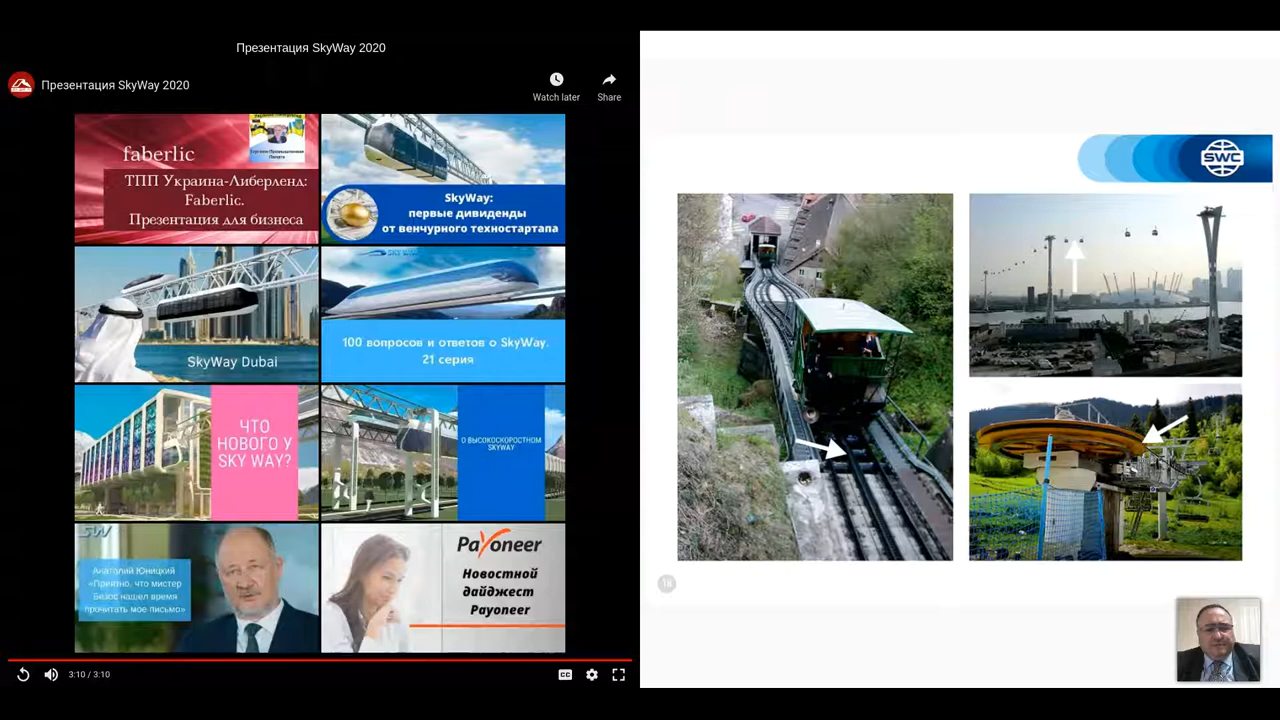 Презентация SkyWay 2020
Презентация SkyWay 2020
Watch later
Share
faberlic
ТПП Украина-Либерленд:
Faberlic.
Презентация для бизнеса
SkyWay:
первые дивиденды
от венчурного техностартапа
SkyWay Dubai
100 вопросов и ответов о SkyWay.
21 серия
ЧТО
НОВОГО У
SKY WAY?
О ВЫСОКОСКОРОСТНОМ
SKYWAY
SW
Анатолий Юницкий
«Приятно, что мистер
Безос нашел время
прочитать мое письмо»
Payoneer
Новостной
дайджест
Payoneer
3:10 / 3:10
CC
SWC
18